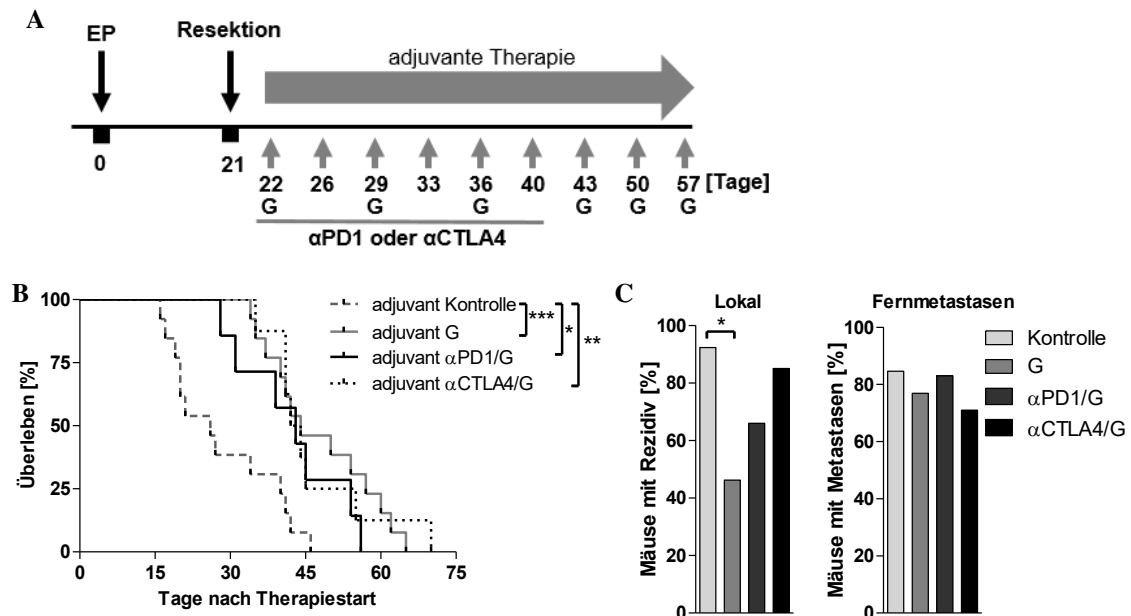 A
EP
Resektion
adjuvante Therapie
0
21
22 26 29 33 36 40 43 50 57 [Tage]
G G G G G G
αPD1 oder αCTLA4
B
100
75
50
25
0
Überleben [%]
0 15 30 45 60 75
Tage nach Therapiestart
adjuvant Kontrolle
adjuvant G
adjuvant αPD1/G
adjuvant αCTLA4/G
*** * **
C
Lokal
100
80
60
40
20
0
Mäuse mit Rezidiv [%]
*
Fernmetastasen
100
80
60
40
20
0
Mäuse mit Metastasen [%]
Kontrolle
G
αPD1/G
αCTLA4/G